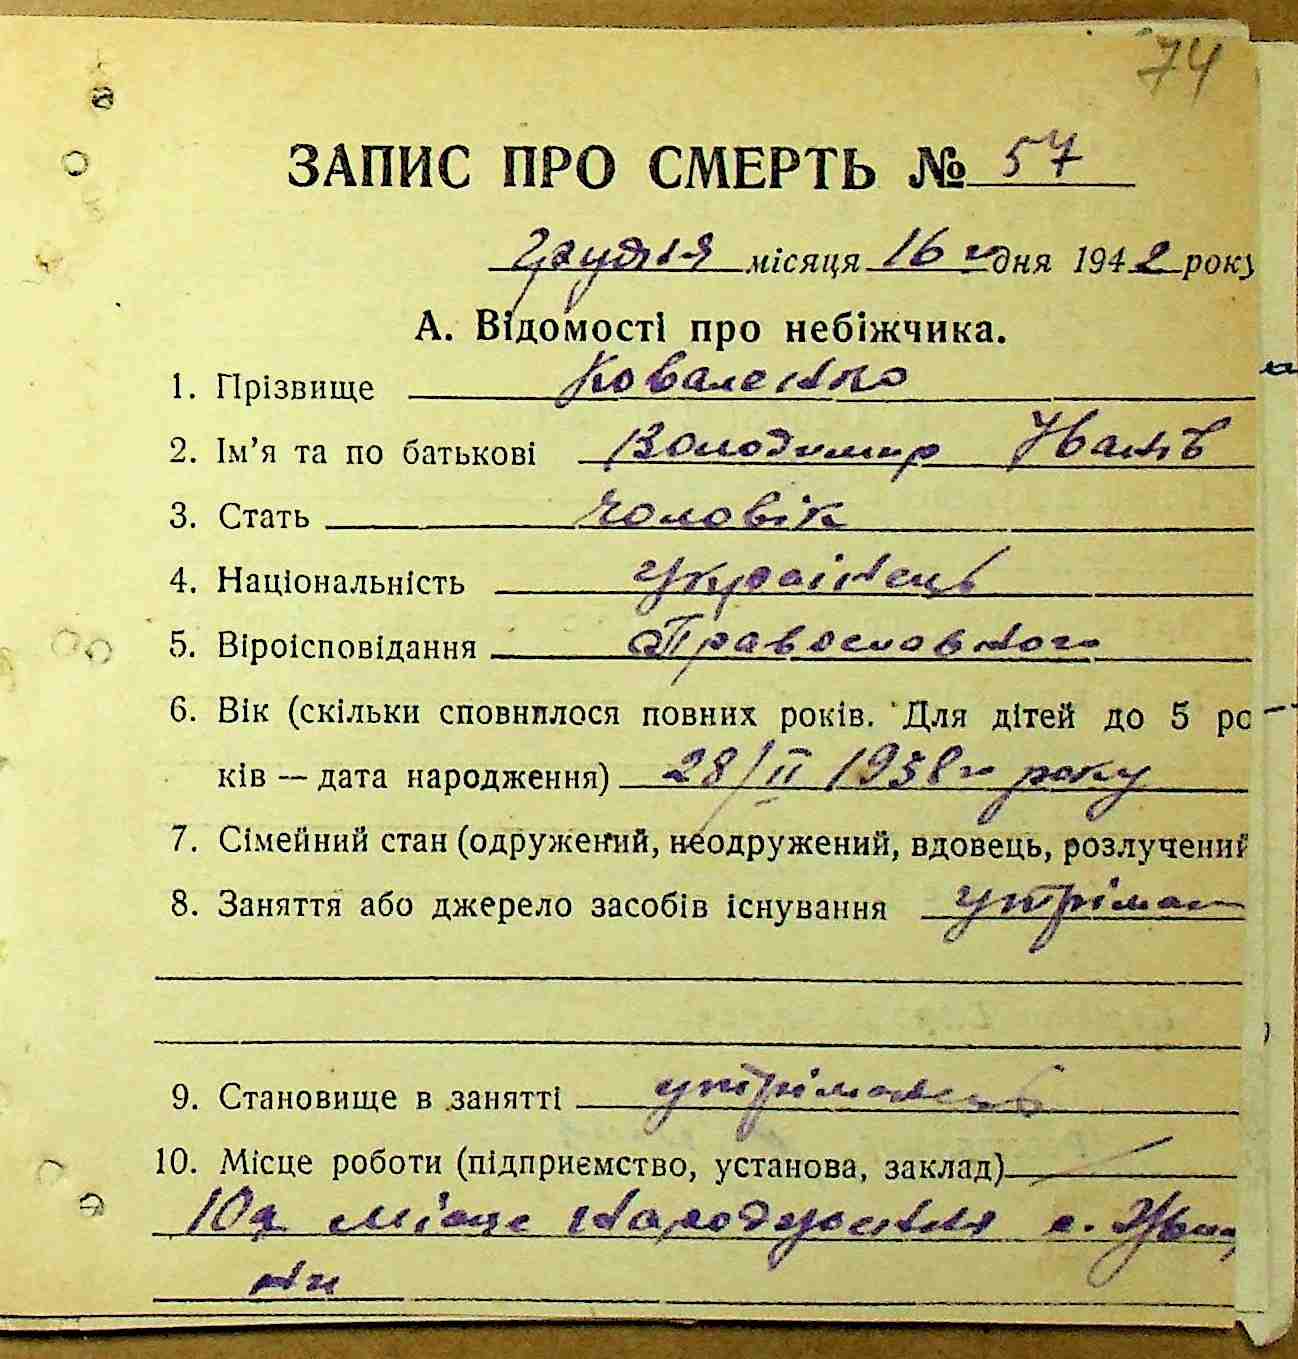 74
ЗАПИС ПРО СМЕРТЬ № 57
грудня місяця 16 го дня 1942 року
А. Відомості про небіжчика.
1. Прізвище Коваленко
2. Ім’я та по батькові Володимир
3. Стать чоловік
4. Національність Українець
5. Віроісповідання Православного
6. Вік (скільки сповнилося повних років. Для дітей до 5 ро
ків — дата народження) 28/II 1938 го року
7. Сімейний стан (одружений, неодружений, вдовець, розлучений
8. Заняття або джерело засобів існування утріман
9. Становище в занятті утріманець
10. Місце роботи (підприємство, установа, заклад)
10а Місце народження с.